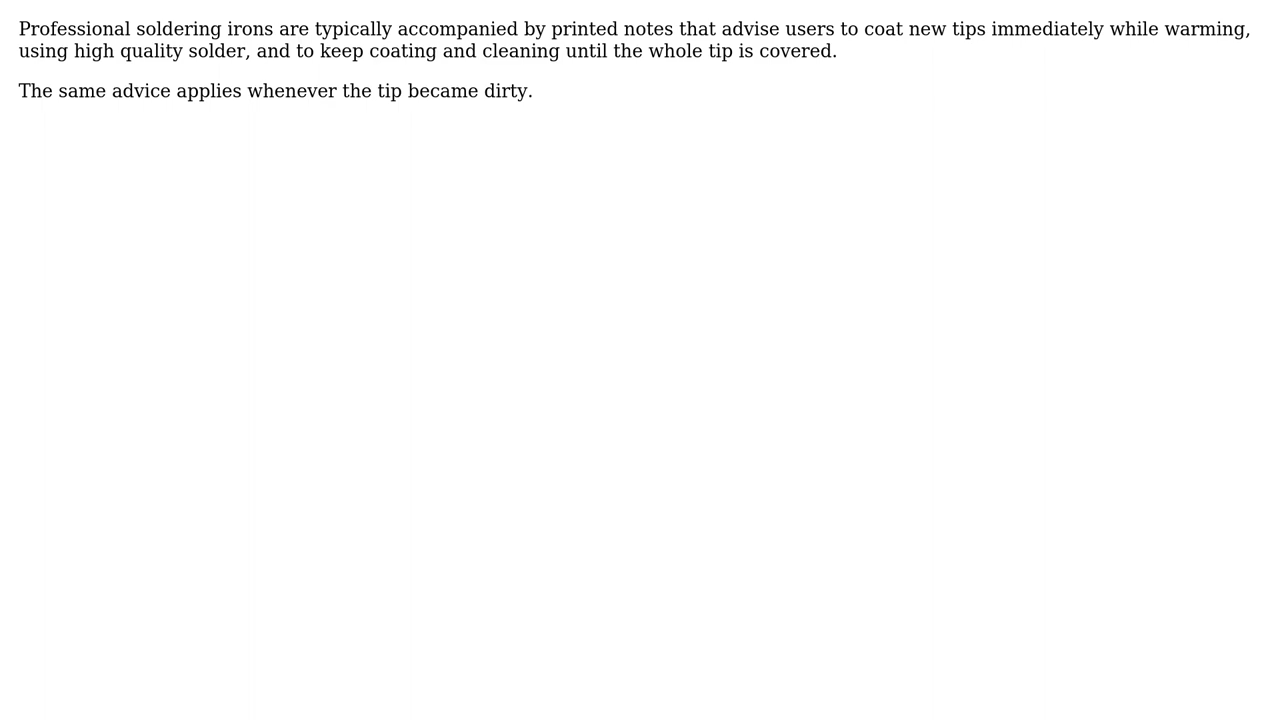 Professional soldering irons are typically accompanied by printed notes that advise users to coat new tips immediately while warming,
using high quality solder, and to keep coating and cleaning until the whole tip is covered.
The same advice applies whenever the tip became dirty.